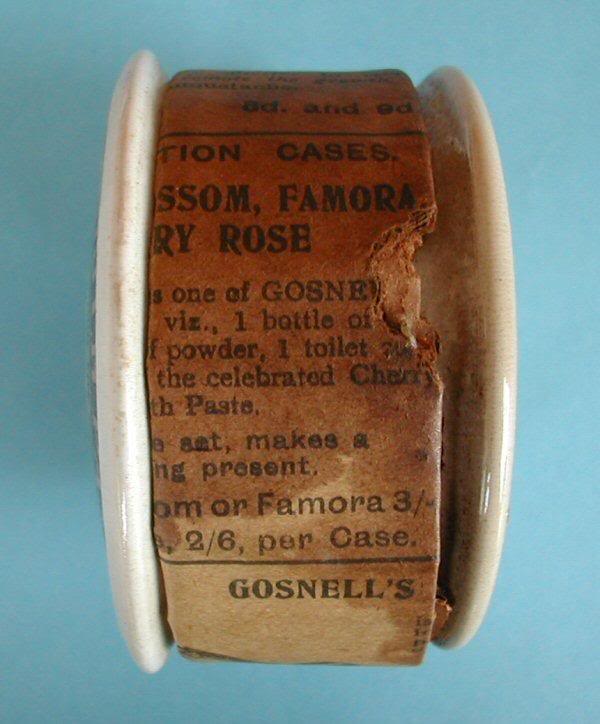 8d. and 9d
TION CASES.
SSOM, FAMORA
RY ROSE
s one of GOSNE
viz., 1 bottle of
f powder, 1 toilet
the celebrated Cherry
th Paste.
e set, makes a
ng present.
om or Famora 3/-
e, 2/6, per Case.
GOSNELL'S